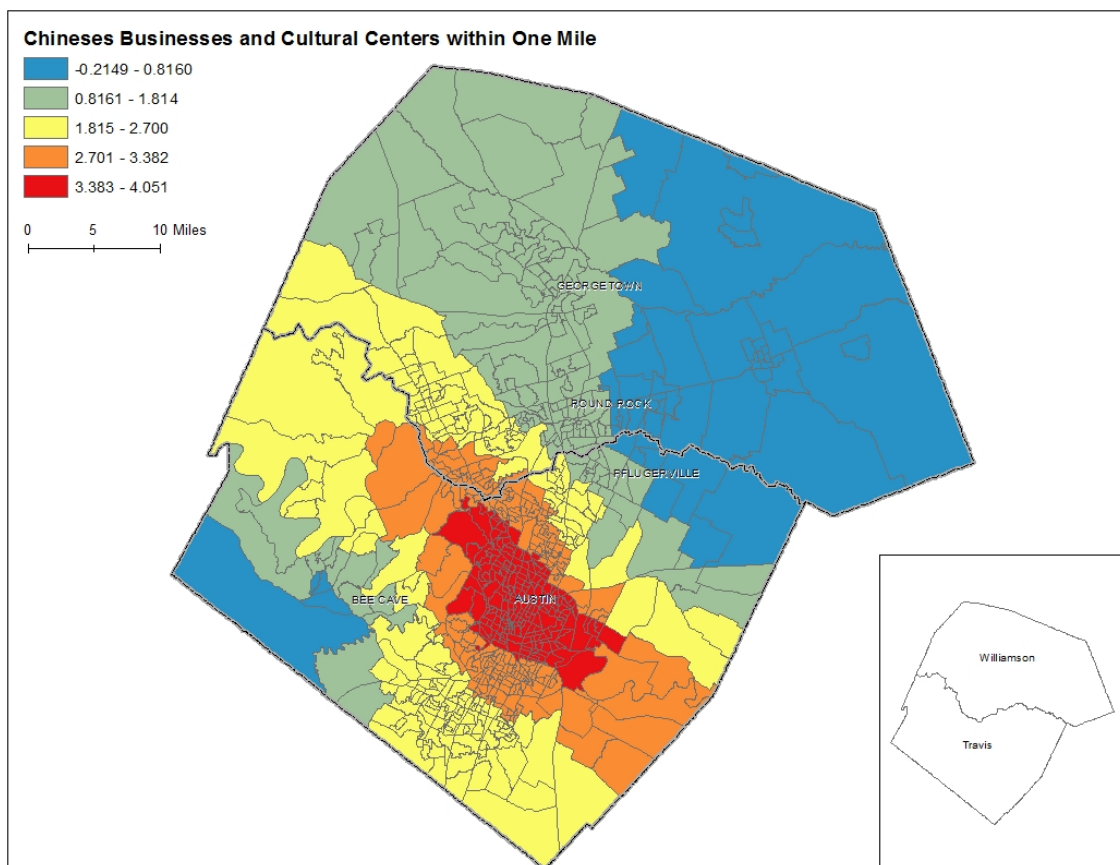 Chineses Businesses and Cultural Centers within One Mile
-0.2149 - 0.8160
0.8161 - 1.814
1.815 - 2.700
2.701 - 3.382
3.383 - 4.051
0 5 10 Miles
GEORGETOWN
ROUND ROCK
PFLUGERVILLE
BEE CAVE
AUSTIN
Williamson
Travis